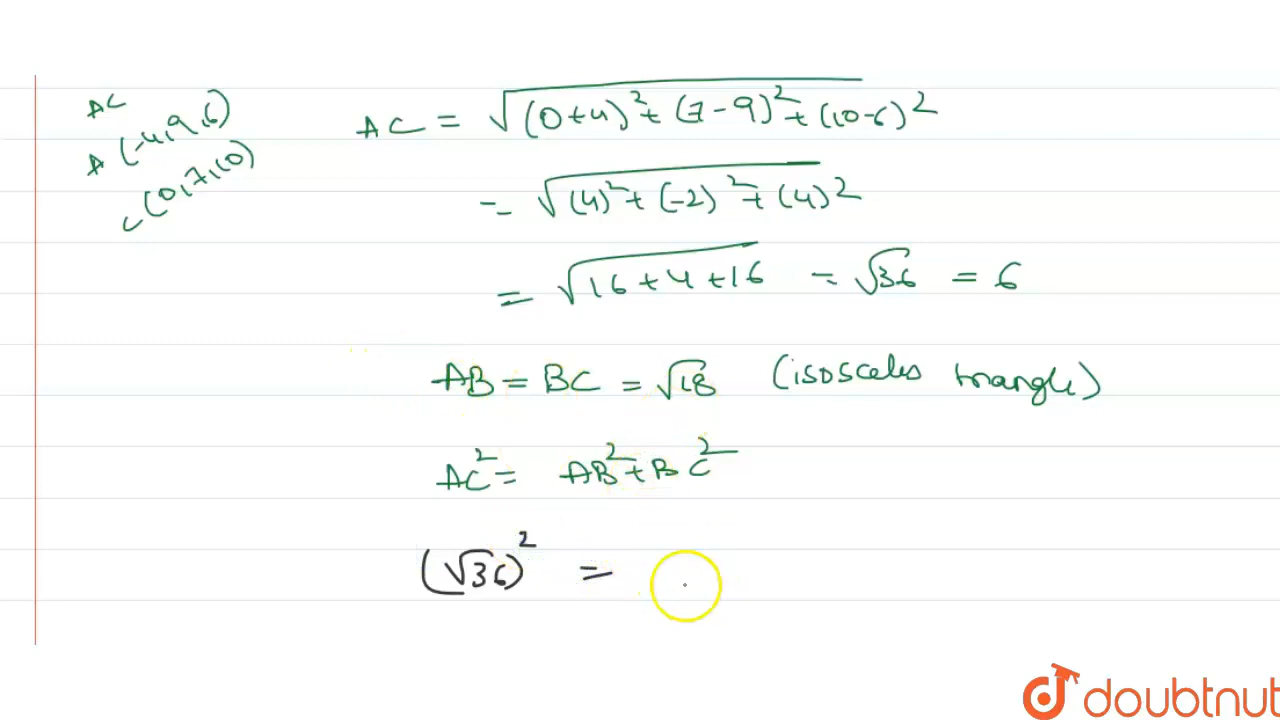 AC
A (-4,9,6)
C (0,7,10)
AC = √(0+4)²+(7-9)²+(10-6)²
= √(4)²+(-2)²+(4)²
= √16+4+16 = √36 = 6
AB = BC = √18 (isosceles triangle)
AC² = AB²+BC²
(√36)² =
doubtnut